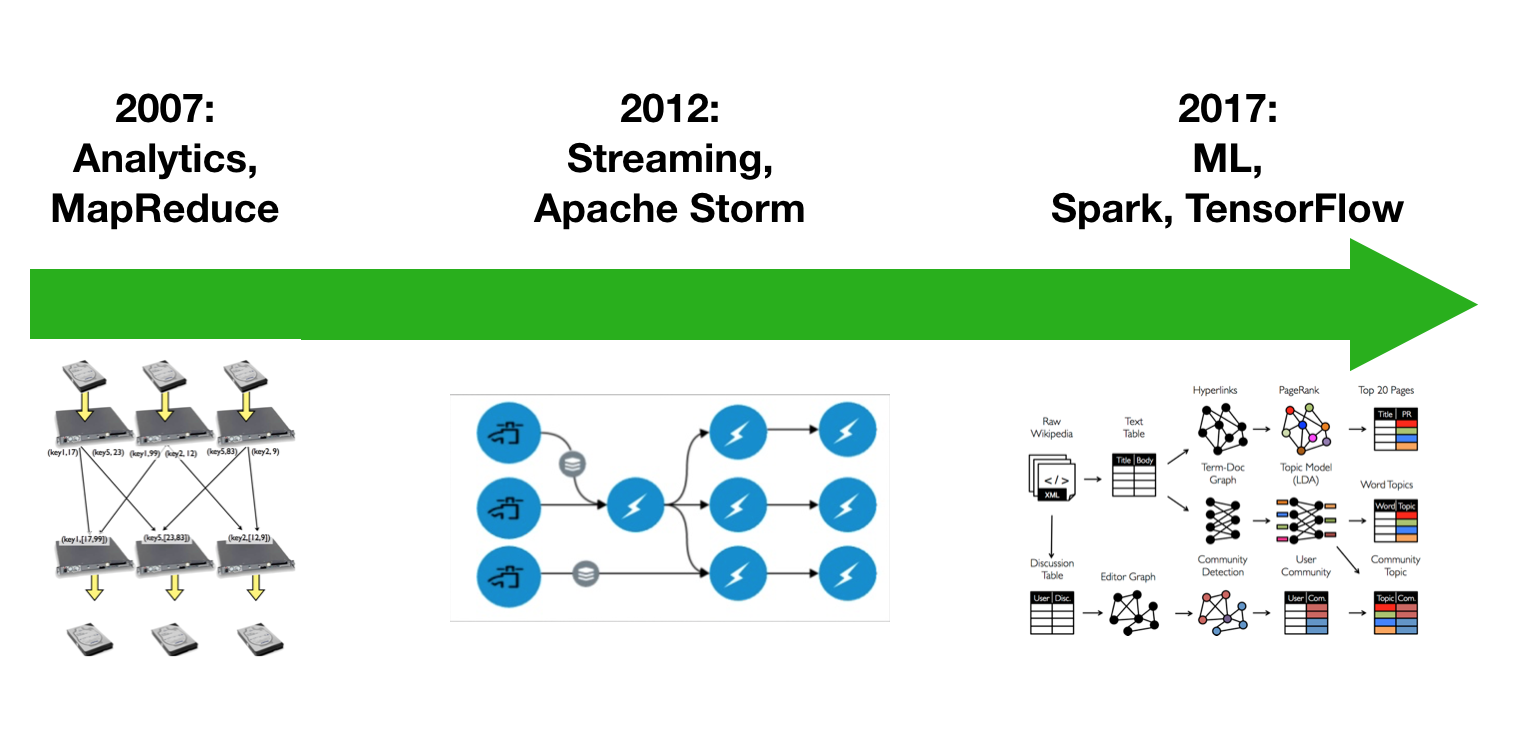 2007:
Analytics,
MapReduce
2012:
Streaming,
Apache Storm
2017:
ML,
Spark, TensorFlow
(key1,17) (key5, 23) (key1,99) (key2, 12) (key5,83) (key2, 9)
(key1,[17,99]) (key5,[23,83]) (key2,[12,9])
Hyperlinks PageRank Top 20 Pages
Title PR
Raw
Wikipedia
Text
Table
</>
XML
Title Body
Term-Doc
Graph
Topic Model
(LDA)
Word Topics
Word Topic
Discussion
Table
User Disc.
Editor Graph
Community
Detection
User
Community
User Com.
Community
Topic
Topic Com.